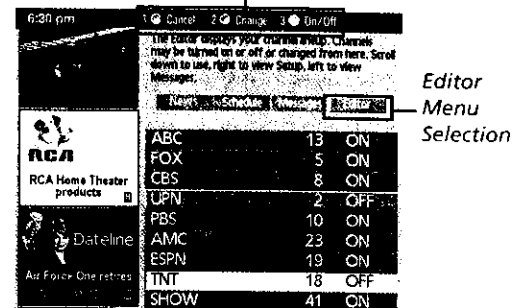 6:30 pm
1 Cancel 2 Change 3 On/Off
The Editor displays your channel lineup. Channels
may be turned on or off or changed from here. Scroll
down to use, right to view Setup, left to view
Messages.
News Schedule Messages Editor
Editor
Menu
Selection
RCA
RCA Home Theater
products
Dateline
Air Force One retires
ABC 13 ON
FOX 5 ON
CBS 8 ON
UPN 2 OFF
PBS 10 ON
AMC 23 ON
ESPN 19 ON
TNT 18 OFF
SHOW 41 ON